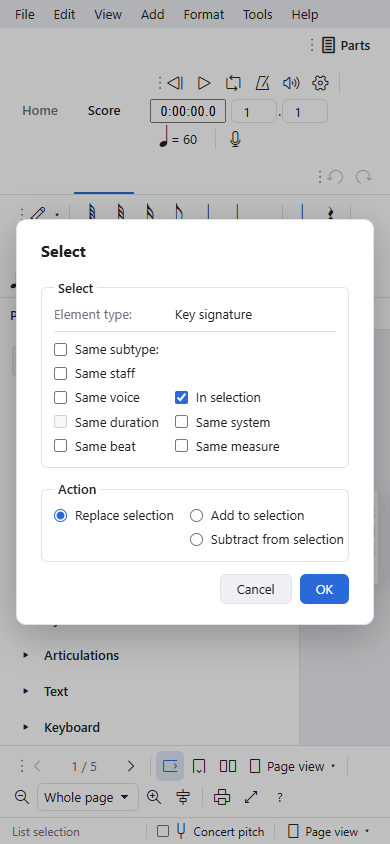 File Edit View Add Format Tools Help
Parts
Home Score 0:00:00.0 1 . 1
= 60
Select
Select
Element type: Key signature
Same subtype:
Same staff
Same voice In selection
Same duration Same system
Same beat Same measure
Action
Replace selection Add to selection
Subtract from selection
Cancel OK
Articulations
Text
Keyboard
1 / 5 Page view
Whole page ?
List selection Concert pitch Page view